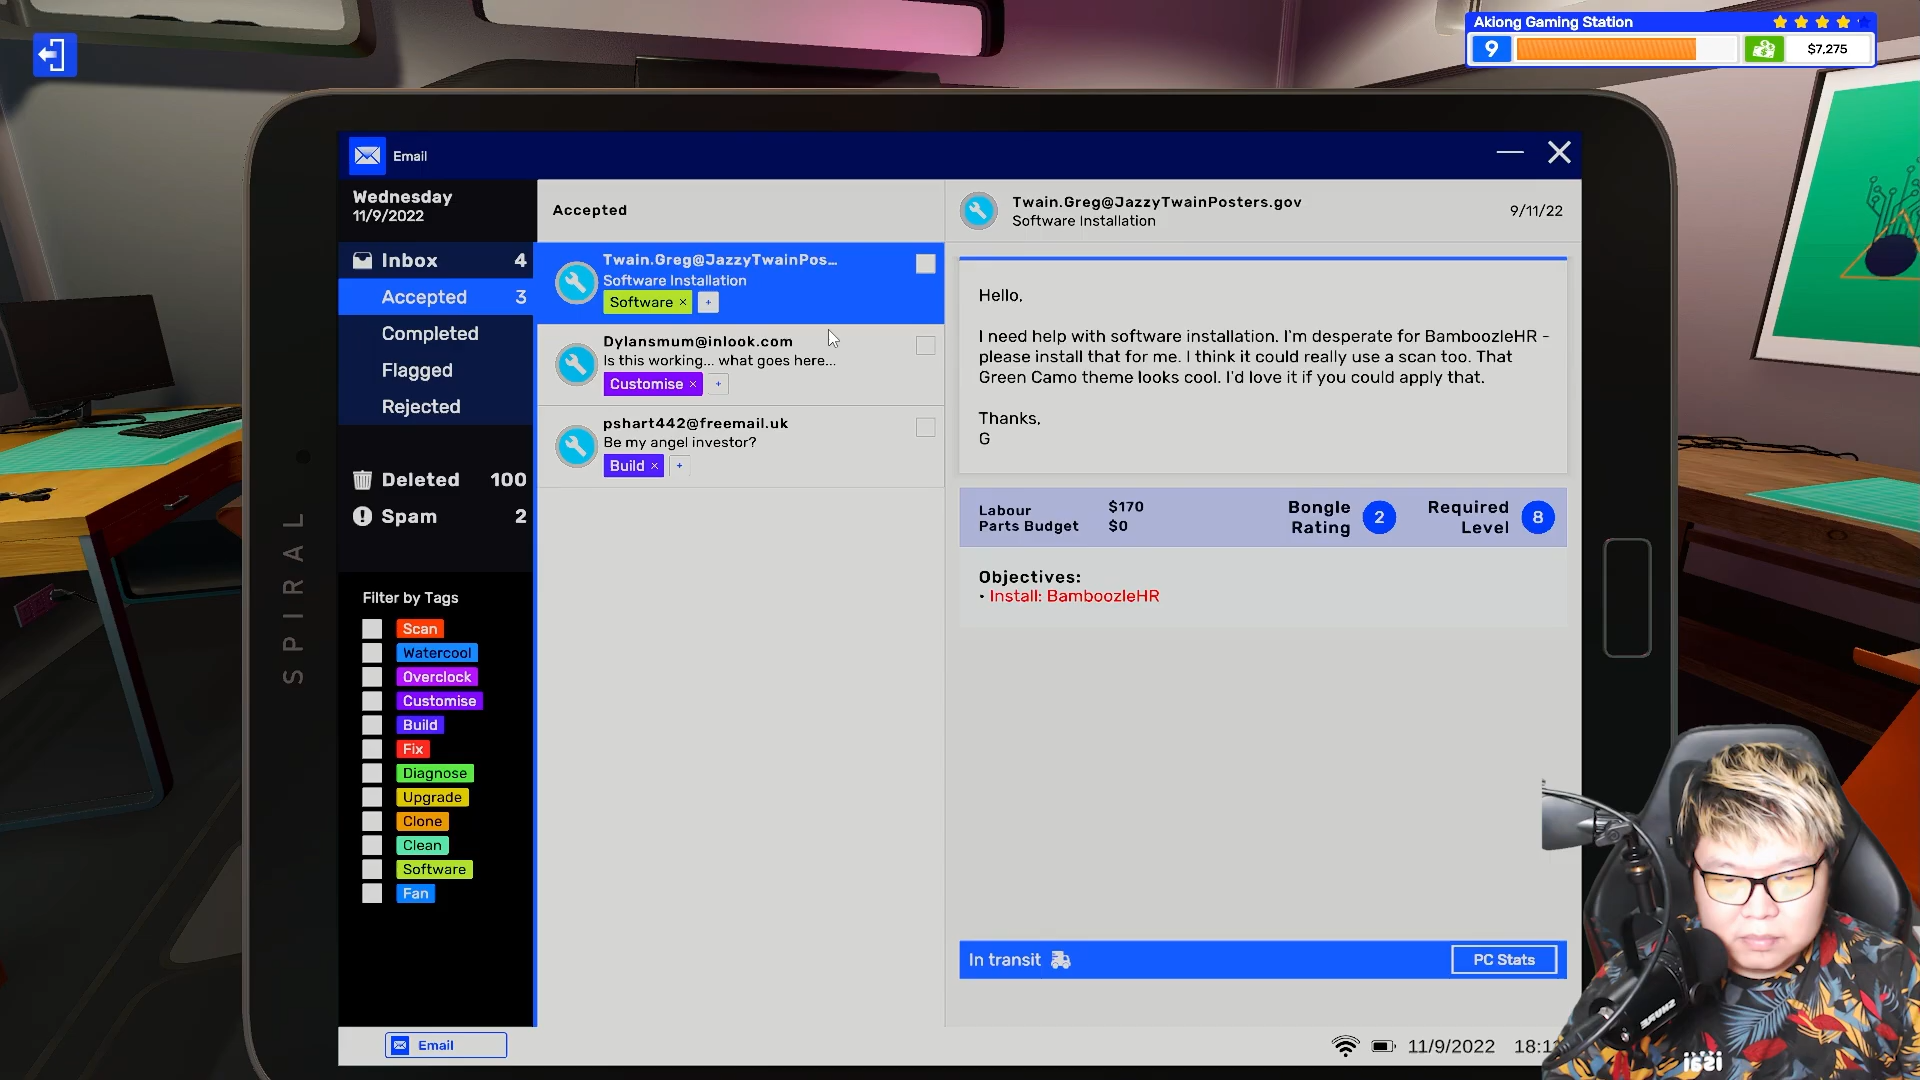 Akiong Gaming Station
9
$7,275
Email
Wednesday
11/9/2022
Inbox 4
Accepted 3
Completed
Flagged
Rejected
Deleted 100
Spam 2
Filter by Tags
Scan
Watercool
Overclock
Customise
Build
Fix
Diagnose
Upgrade
Clone
Clean
Software
Fan
Accepted
Twain.Greg@JazzyTwainPos...
Software Installation
Software × +
Dylansmum@inlook.com
Is this working... what goes here...
Customise × +
pshart442@freemail.uk
Be my angel investor?
Build × +
Twain.Greg@JazzyTwainPosters.gov
Software Installation
9/11/22
Hello,
I need help with software installation. I'm desperate for BamboozleHR -
please install that for me. I think it could really use a scan too. That
Green Camo theme looks cool. I'd love it if you could apply that.
Thanks,
G
Labour $170
Parts Budget $0
Bongle
Rating
2
Required
Level
8
Objectives:
• Install: BamboozleHR
In transit
PC Stats
Email
11/9/2022
SPIRAL
SHURE